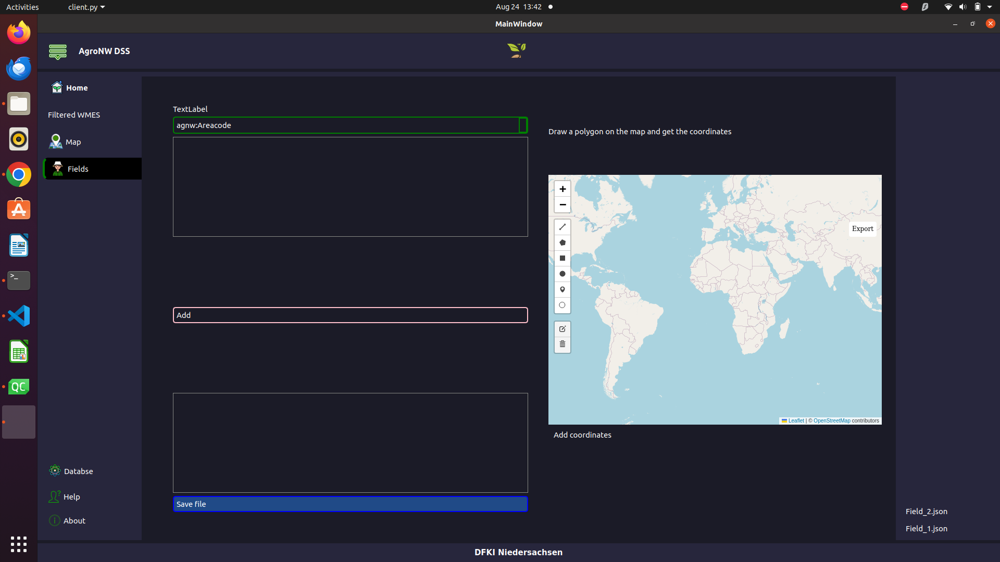 Activities
client.py
Aug 24 13:42
MainWindow
AgroNW DSS
Home
Filtered WMES
Map
Fields
TextLabel
agnw:Areacode
Draw a polygon on the map and get the coordinates
+
−
Export
Add
Leaflet | © OpenStreetMap contributors
Add coordinates
Databse
Help
About
Save file
Field_2.json
Field_1.json
DFKI Niedersachsen
>_
QC